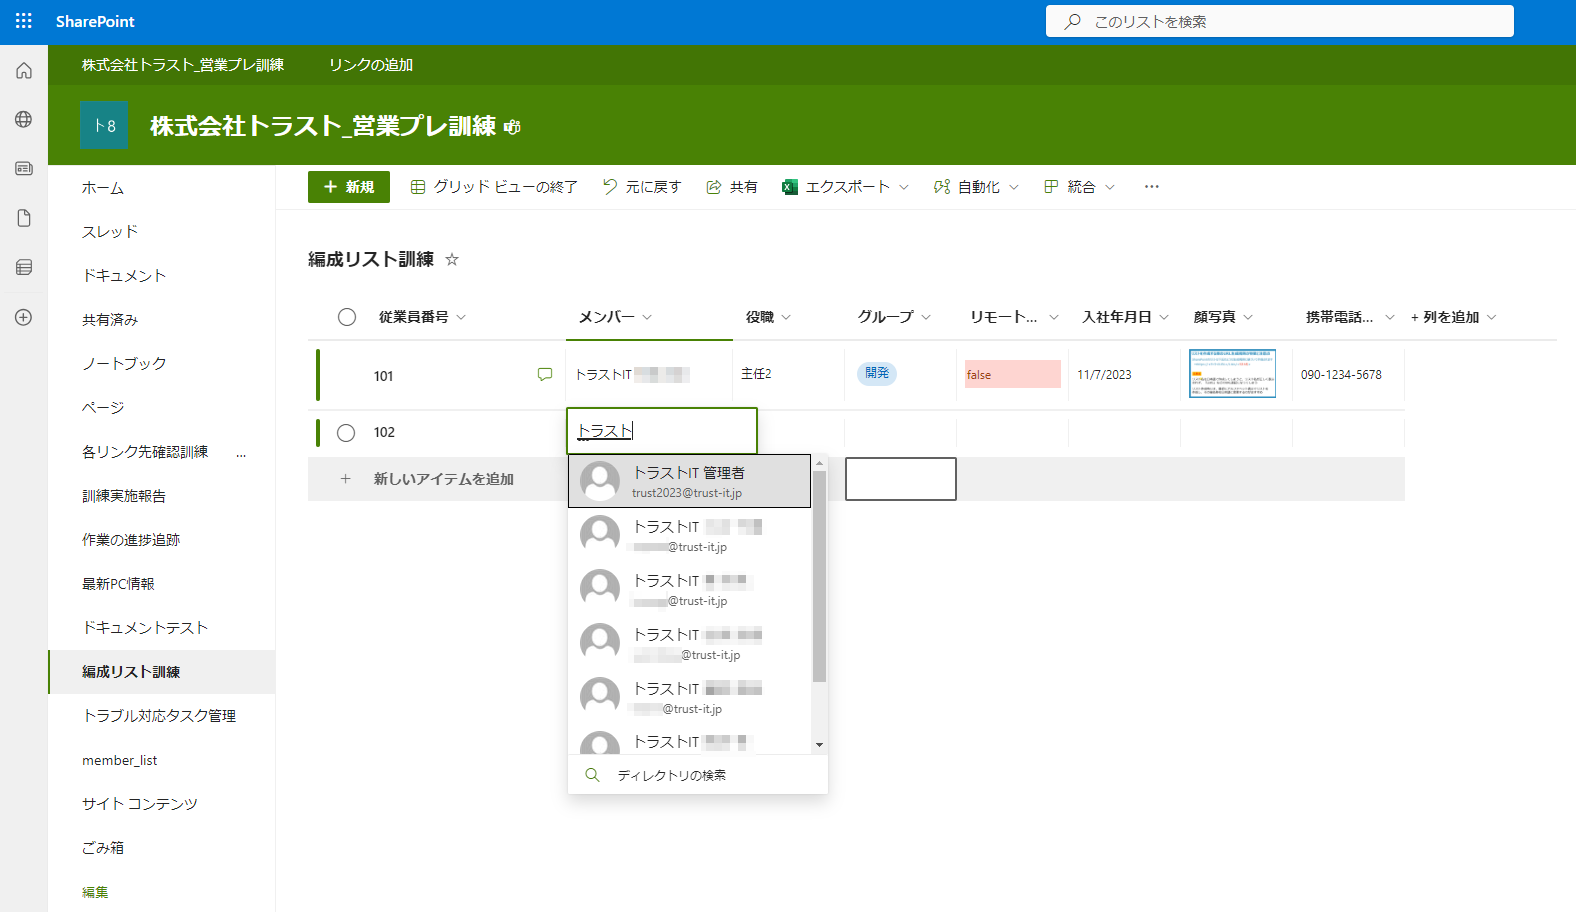 SharePoint
このリストを検索
株式会社トラスト_営業プレ訓練 リンクの追加
ト8 株式会社トラスト_営業プレ訓練
ホーム
スレッド
ドキュメント
共有済み
ノートブック
ページ
各リンク先確認訓練 ...
訓練実施報告
作業の進捗追跡
最新PC情報
ドキュメントテスト
編成リスト訓練
トラブル対応タスク管理
member_list
サイト コンテンツ
ごみ箱
編集
+ 新規 グリッド ビューの終了 元に戻す 共有 エクスポート 自動化 統合 ...
編成リスト訓練
従業員番号 メンバー 役職 グループ リモート... 入社年月日 顔写真 携帯電話... + 列を追加
101 トラストIT 主任2 開発 false 11/7/2023 090-1234-5678
102 トラスト
+ 新しいアイテムを追加
トラストIT 管理者
trust2023@trust-it.jp
トラストIT
@trust-it.jp
トラストIT
@trust-it.jp
トラストIT
@trust-it.jp
トラストIT
@trust-it.jp
トラストIT
ディレクトリの検索